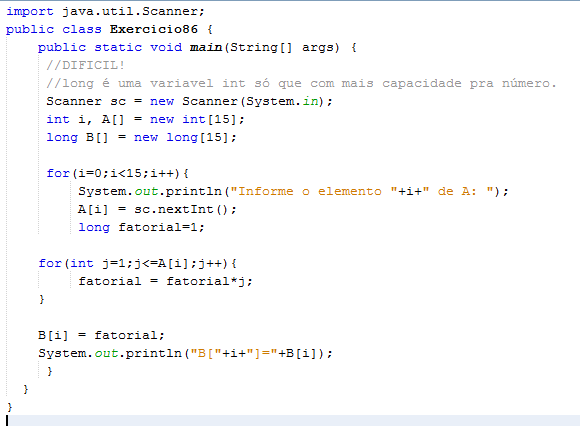 import java.util.Scanner;
public class Exercicio86 {
public static void main(String[] args) {
//DIFICIL!
//long é uma variavel int só que com mais capacidade pra número.
Scanner sc = new Scanner(System.in);
int i, A[] = new int[15];
long B[] = new long[15];
for(i=0;i<15;i++){
System.out.println("Informe o elemento "+i+" de A: ");
A[i] = sc.nextInt();
long fatorial=1;
for(int j=1;j<=A[i];j++){
fatorial = fatorial*j;
}
B[i] = fatorial;
System.out.println("B["+i+"]="+B[i]);
}
}
}